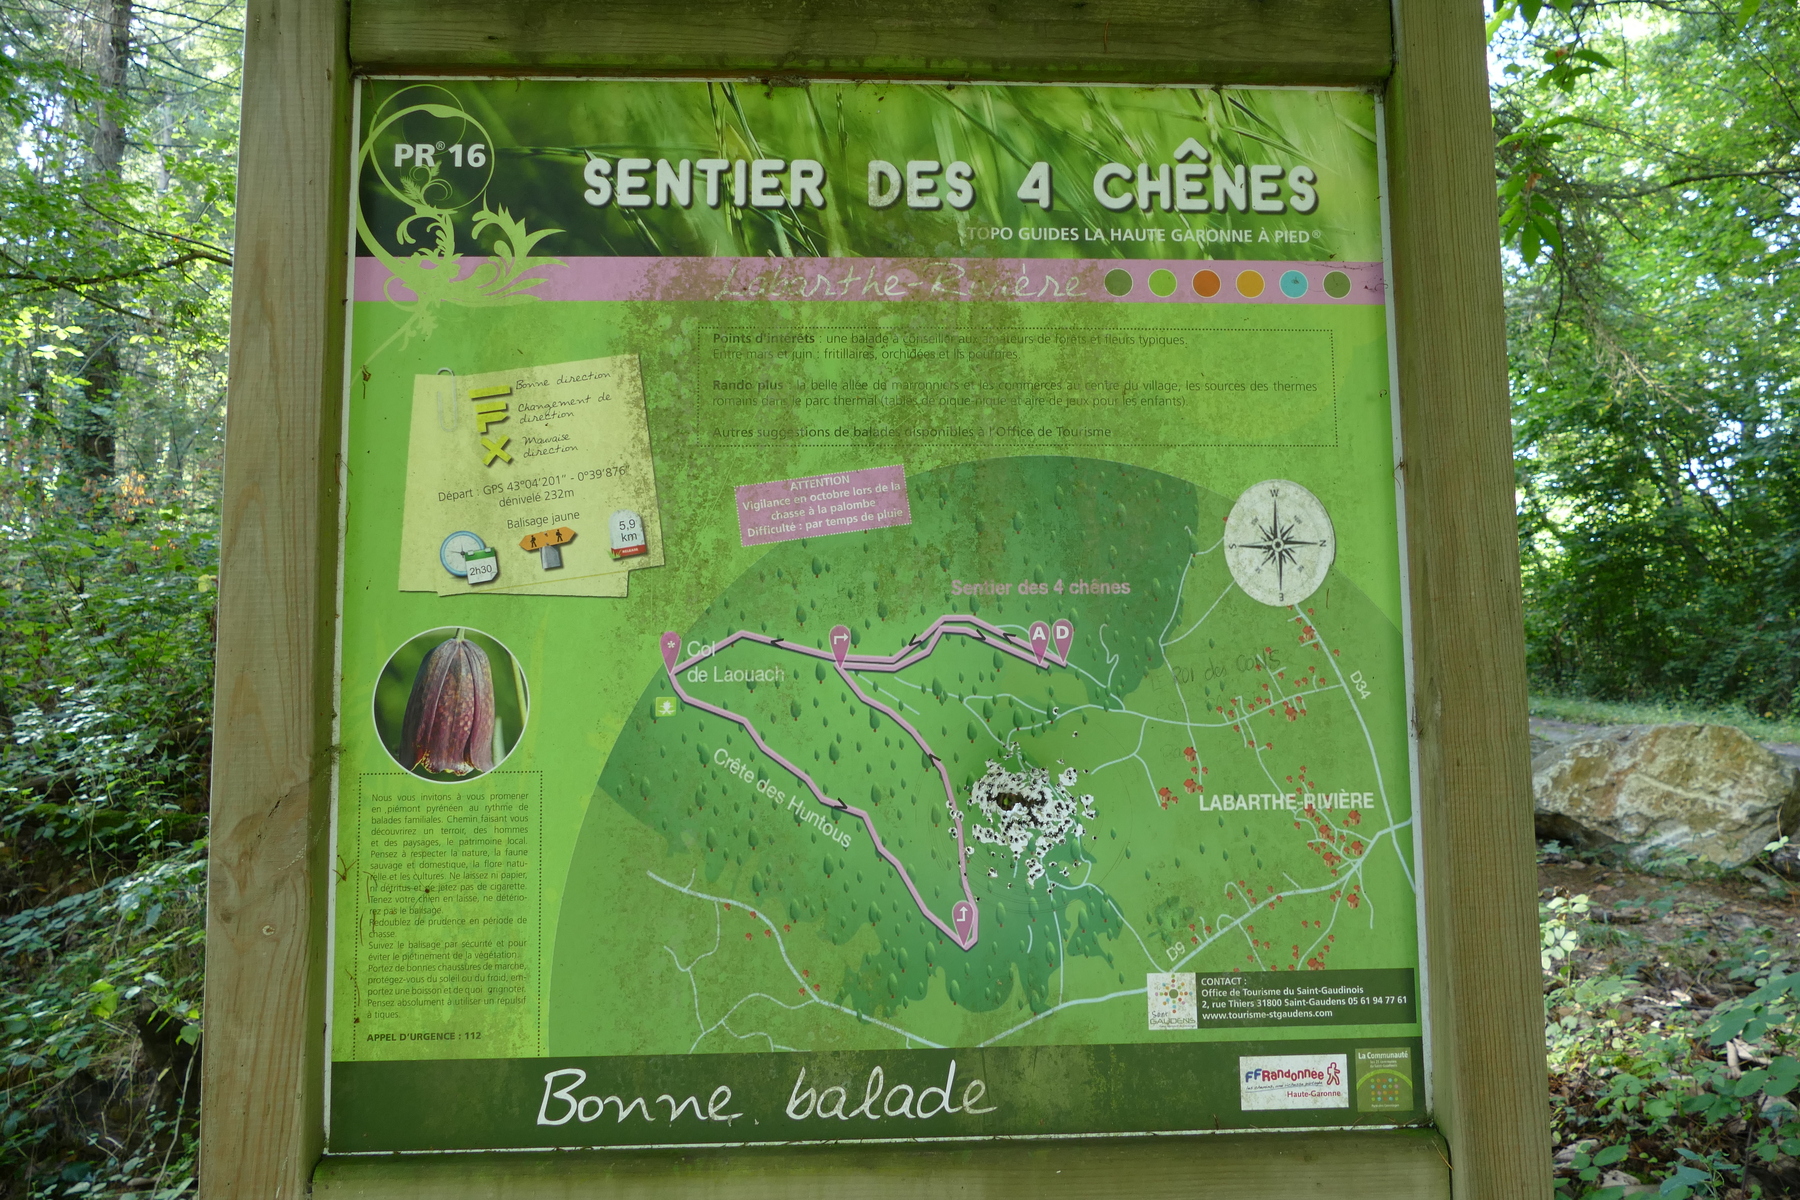 PR® 16
SENTIER DES 4 CHÊNES
TOPO GUIDES LA HAUTE GARONNE À PIED®
Labarthe-Rivière
Points d'intérêts : une balade à conseiller aux amateurs de forêts et fleurs typiques.
Entre mars et juin : fritillaires, orchidées et lis pourpres.
Rando plus : la belle allée de marronniers et les commerces au centre du village, les sources des thermes
romains dans le parc thermal (tables de pique-nique et aire de jeux pour les enfants).
Autres suggestions de balades disponibles à l'Office de Tourisme
Bonne direction
Changement de
direction
Mauvaise
direction
Départ : GPS 43°04'201" - 0°39'876"
dénivelé 232m
Balisage jaune
2h30
5,9
km
ATTENTION
Vigilance en octobre lors de la
chasse à la palombe
Difficulté : par temps de pluie
W
N
S
E
Sentier des 4 chênes
A
D
*
Col
de Laouach
Crête des Huntous
D34
LABARTHE-RIVIÈRE
D9
Nous vous invitons à vous promener
en piémont pyrénéen au rythme de
balades familiales. Chemin faisant vous
découvrirez un terroir, des hommes
et des paysages, le patrimoine local.
Pensez à respecter la nature, la faune
sauvage et domestique, la flore natu-
relle et les cultures. Ne laissez ni papier,
ni détritus et ne jetez pas de cigarette.
Tenez votre chien en laisse, ne détério-
rez pas le balisage.
Redoublez de prudence en période de
chasse.
Suivez le balisage par sécurité et pour
éviter le piétinement de la végétation.
Portez de bonnes chaussures de marche,
protégez-vous du soleil ou du froid, em-
portez une boisson et de quoi grignoter.
Pensez absolument à utiliser un répulsif
à tiques.
APPEL D'URGENCE : 112
CONTACT :
Office de Tourisme du Saint-Gaudinois
2, rue Thiers 31800 Saint-Gaudens 05 61 94 77 61
www.tourisme-stgaudens.com
Saint
GAUDENS
Bonne balade
FFRandonnée
Haute-Garonne
La Communauté